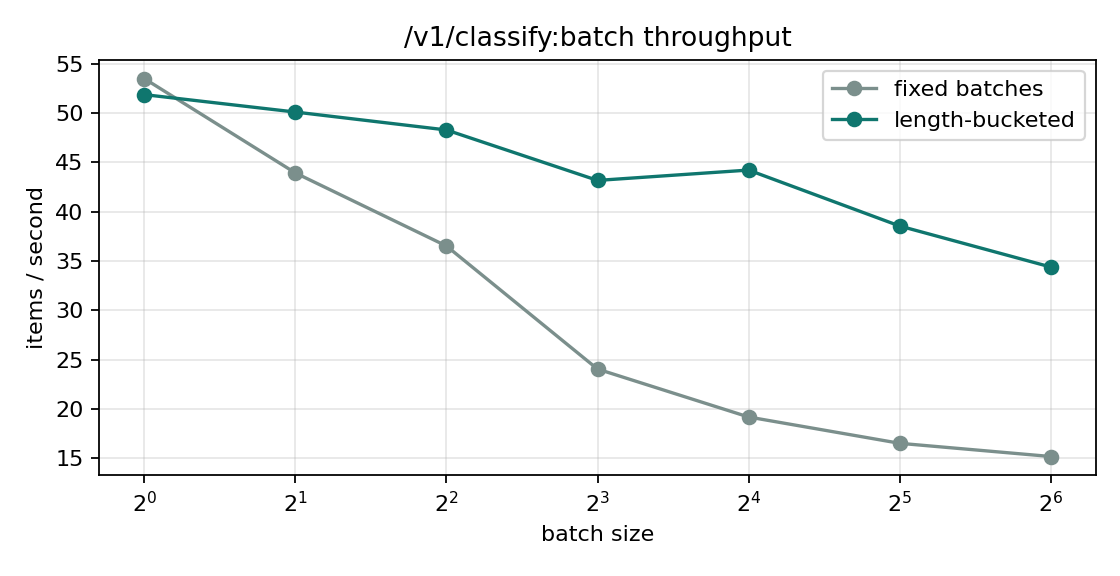 /v1/classify:batch throughput
55
50
45
40
35
30
25
20
15
items / second
fixed batches
length-bucketed
2⁰ 2¹ 2² 2³ 2⁴ 2⁵ 2⁶
batch size